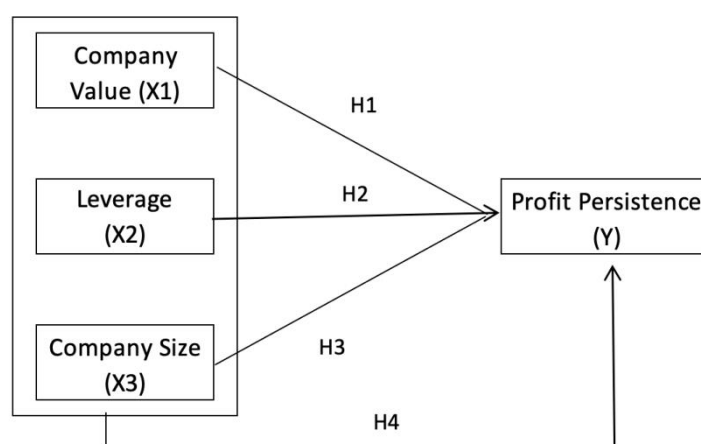 Company
Value (X1)
H1
Leverage
(X2)
H2
Profit Persistence
(Y)
Company Size
(X3)
H3
H4